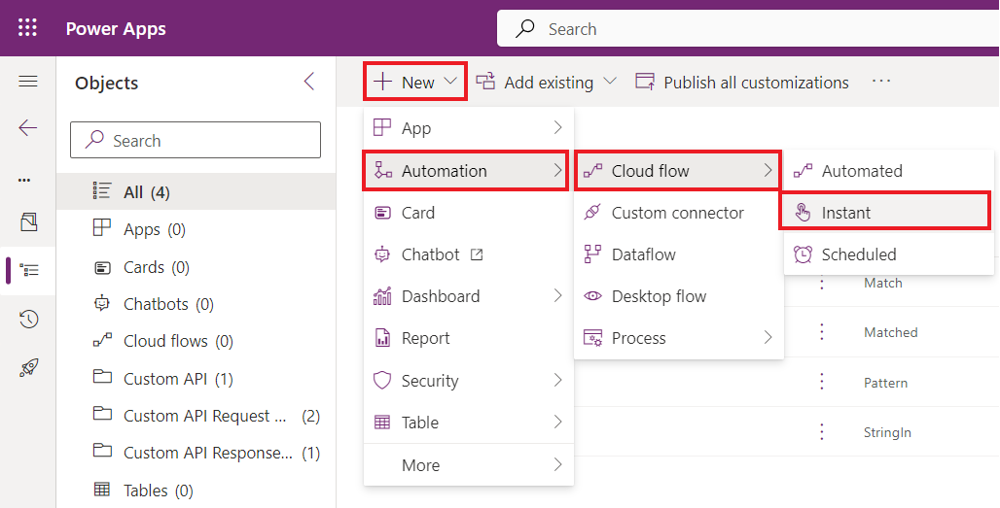 Power Apps
Search
Objects
New
Add existing
Publish all customizations
Search
All (4)
Apps (0)
Cards (0)
Chatbots (0)
Cloud flows (0)
Custom API (1)
Custom API Request ... (2)
Custom API Response... (1)
Tables (0)
App
Automation
Card
Chatbot
Dashboard
Report
Security
Table
More
Cloud flow
Custom connector
Dataflow
Desktop flow
Process
Automated
Instant
Scheduled
Match
Matched
Pattern
StringIn